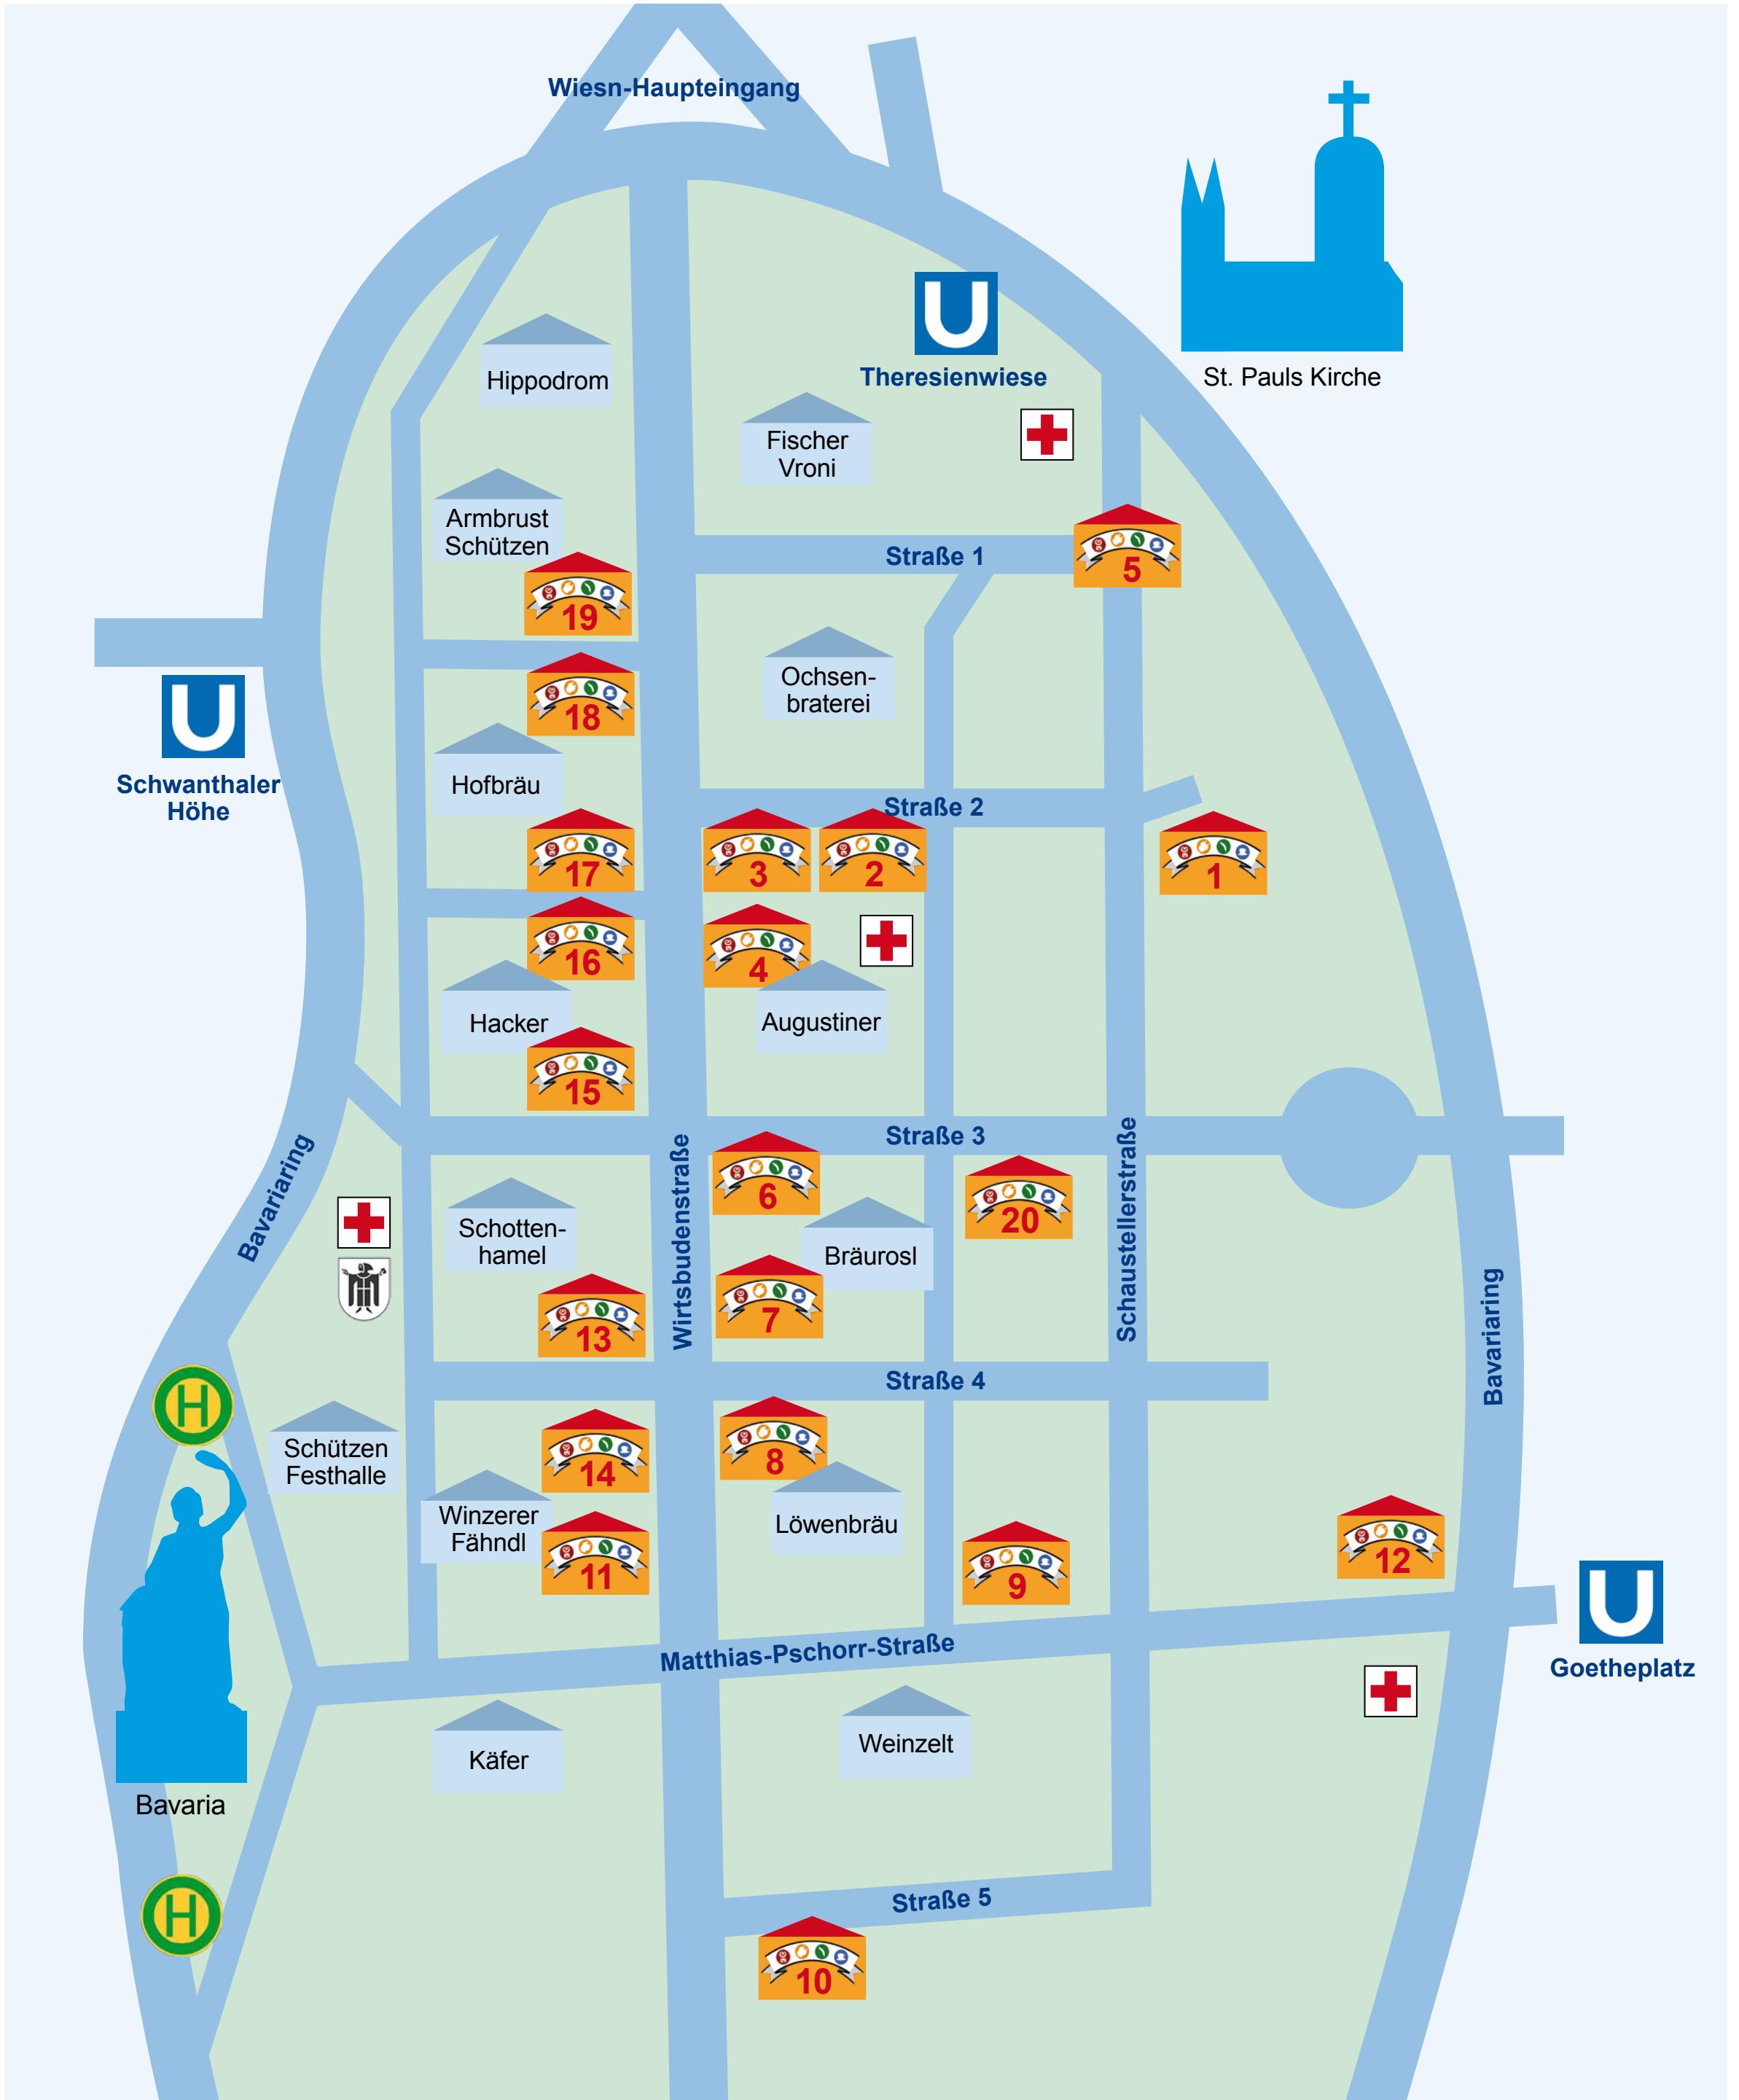 Wiesn-Haupteingang
U
Theresienwiese
St. Pauls Kirche
Hippodrom
Fischer
Vroni
Armbrust
Schützen
Straße 1
5
19
18
Ochsen-
braterei
U
Schwanthaler
Höhe
Hofbräu
Straße 2
17
3
2
1
16
4
Hacker
Augustiner
15
Straße 3
Bavariaring
Wirtsbudenstraße
Schaustellerstraße
6
20
Schotten-
hamel
Bräurosl
7
13
Bavariaring
Straße 4
H
Schützen
Festhalle
14
8
Winzerer
Fähndl
11
Löwenbräu
9
12
U
Goetheplatz
Matthias-Pschorr-Straße
Käfer
Weinzelt
Bavaria
H
Straße 5
10